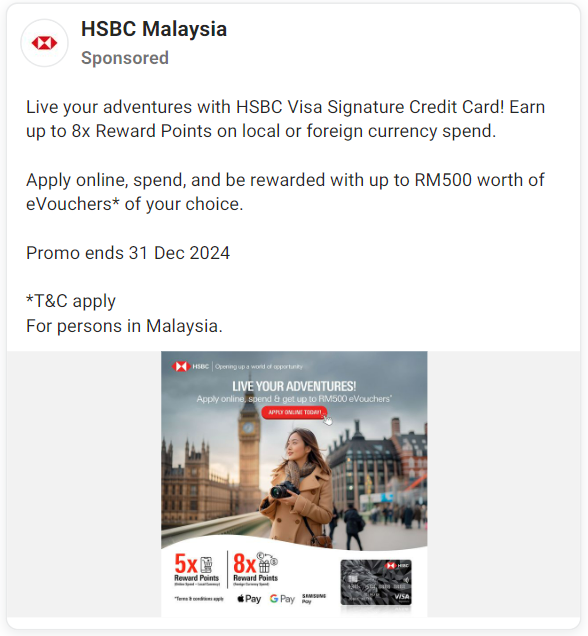 HSBC Malaysia
Sponsored
Live your adventures with HSBC Visa Signature Credit Card! Earn
up to 8x Reward Points on local or foreign currency spend.
Apply online, spend, and be rewarded with up to RM500 worth of
eVouchers* of your choice.
Promo ends 31 Dec 2024
*T&C apply
For persons in Malaysia.
HSBC | Opening up a world of opportunity
LIVE YOUR ADVENTURES!
Apply online, spend & get up to RM500 eVouchers*
APPLY ONLINE TODAY!
5x
Reward Points
(Online Spend - Local Currency)
8x
Reward Points
(Foreign Currency Spend)
*Terms & conditions apply
Pay
G Pay
SAMSUNG
Pay
HSBC
VISA